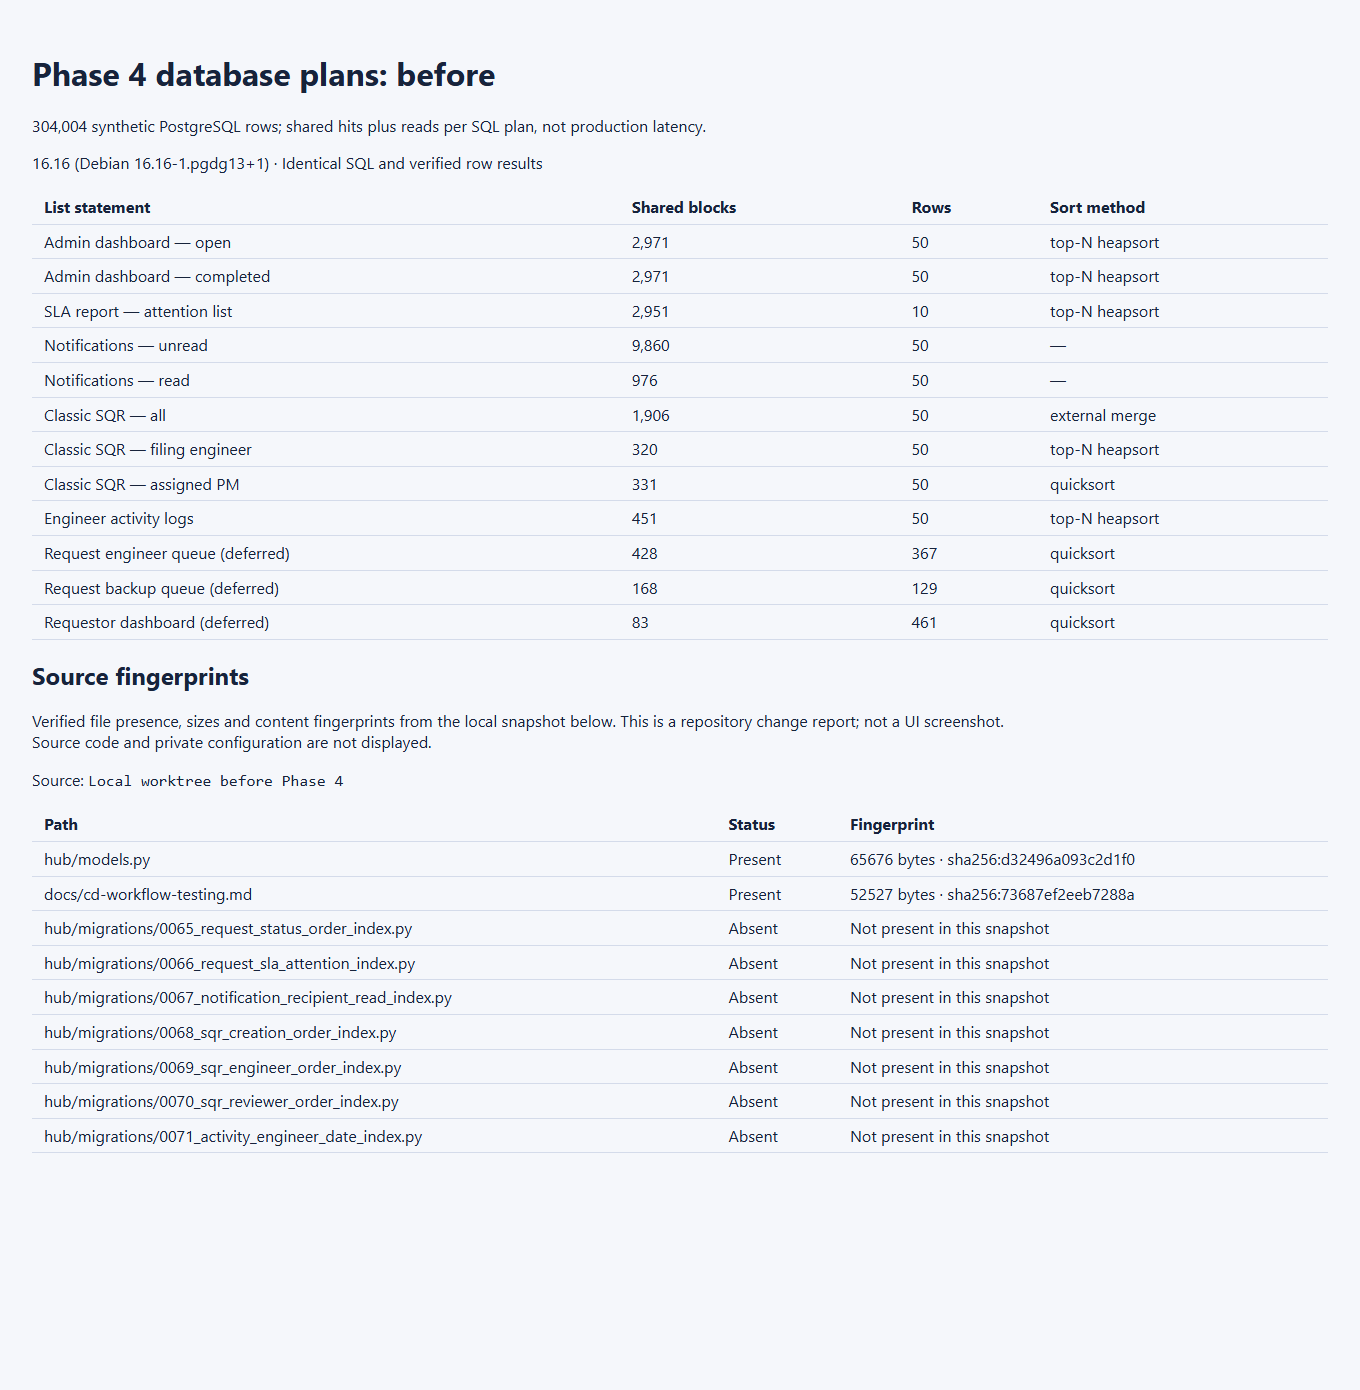 Phase 4 database plans: before
304,004 synthetic PostgreSQL rows; shared hits plus reads per SQL plan, not production latency.
16.16 (Debian 16.16-1.pgdg13+1) · Identical SQL and verified row results
List statement Shared blocks Rows Sort method
Admin dashboard — open 2,971 50 top-N heapsort
Admin dashboard — completed 2,971 50 top-N heapsort
SLA report — attention list 2,951 10 top-N heapsort
Notifications — unread 9,860 50 —
Notifications — read 976 50 —
Classic SQR — all 1,906 50 external merge
Classic SQR — filing engineer 320 50 top-N heapsort
Classic SQR — assigned PM 331 50 quicksort
Engineer activity logs 451 50 top-N heapsort
Request engineer queue (deferred) 428 367 quicksort
Request backup queue (deferred) 168 129 quicksort
Requestor dashboard (deferred) 83 461 quicksort
Source fingerprints
Verified file presence, sizes and content fingerprints from the local snapshot below. This is a repository change report; not a UI screenshot.
Source code and private configuration are not displayed.
Source: Local worktree before Phase 4
Path Status Fingerprint
hub/models.py Present 65676 bytes · sha256:d32496a093c2d1f0
docs/cd-workflow-testing.md Present 52527 bytes · sha256:73687ef2eeb7288a
hub/migrations/0065_request_status_order_index.py Absent Not present in this snapshot
hub/migrations/0066_request_sla_attention_index.py Absent Not present in this snapshot
hub/migrations/0067_notification_recipient_read_index.py Absent Not present in this snapshot
hub/migrations/0068_sqr_creation_order_index.py Absent Not present in this snapshot
hub/migrations/0069_sqr_engineer_order_index.py Absent Not present in this snapshot
hub/migrations/0070_sqr_reviewer_order_index.py Absent Not present in this snapshot
hub/migrations/0071_activity_engineer_date_index.py Absent Not present in this snapshot